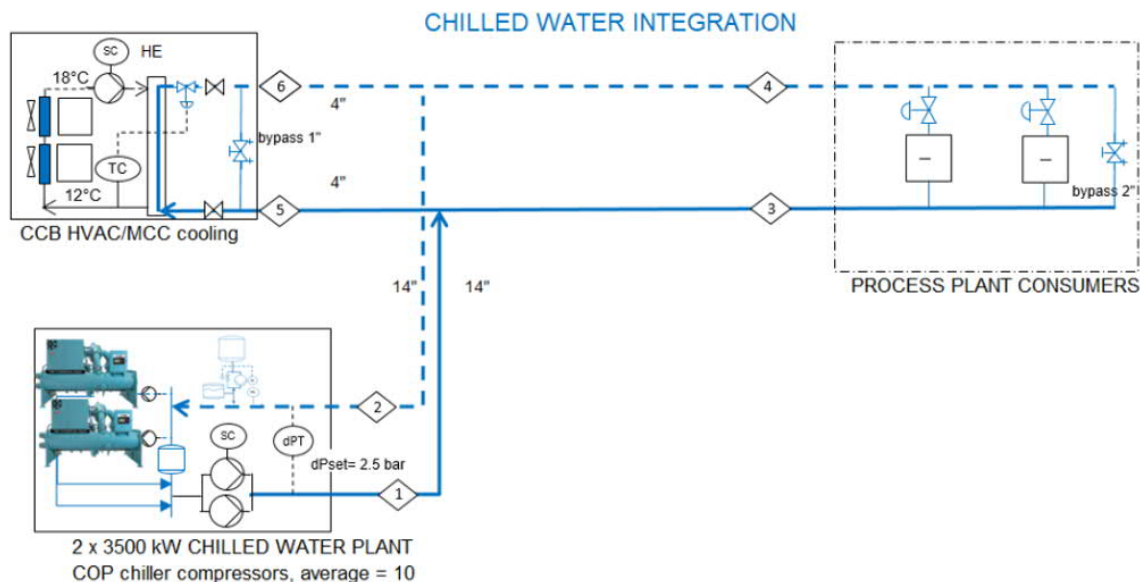 CHILLED WATER INTEGRATION
SC
HE
18°C
6
4"
4
bypass 1"
TC
4"
12°C
5
3
bypass 2"
CCB HVAC/MCC cooling
PROCESS PLANT CONSUMERS
14"
14"
2
SC
dPT
dPset= 2.5 bar
1
2 x 3500 kW CHILLED WATER PLANT
COP chiller compressors, average = 10